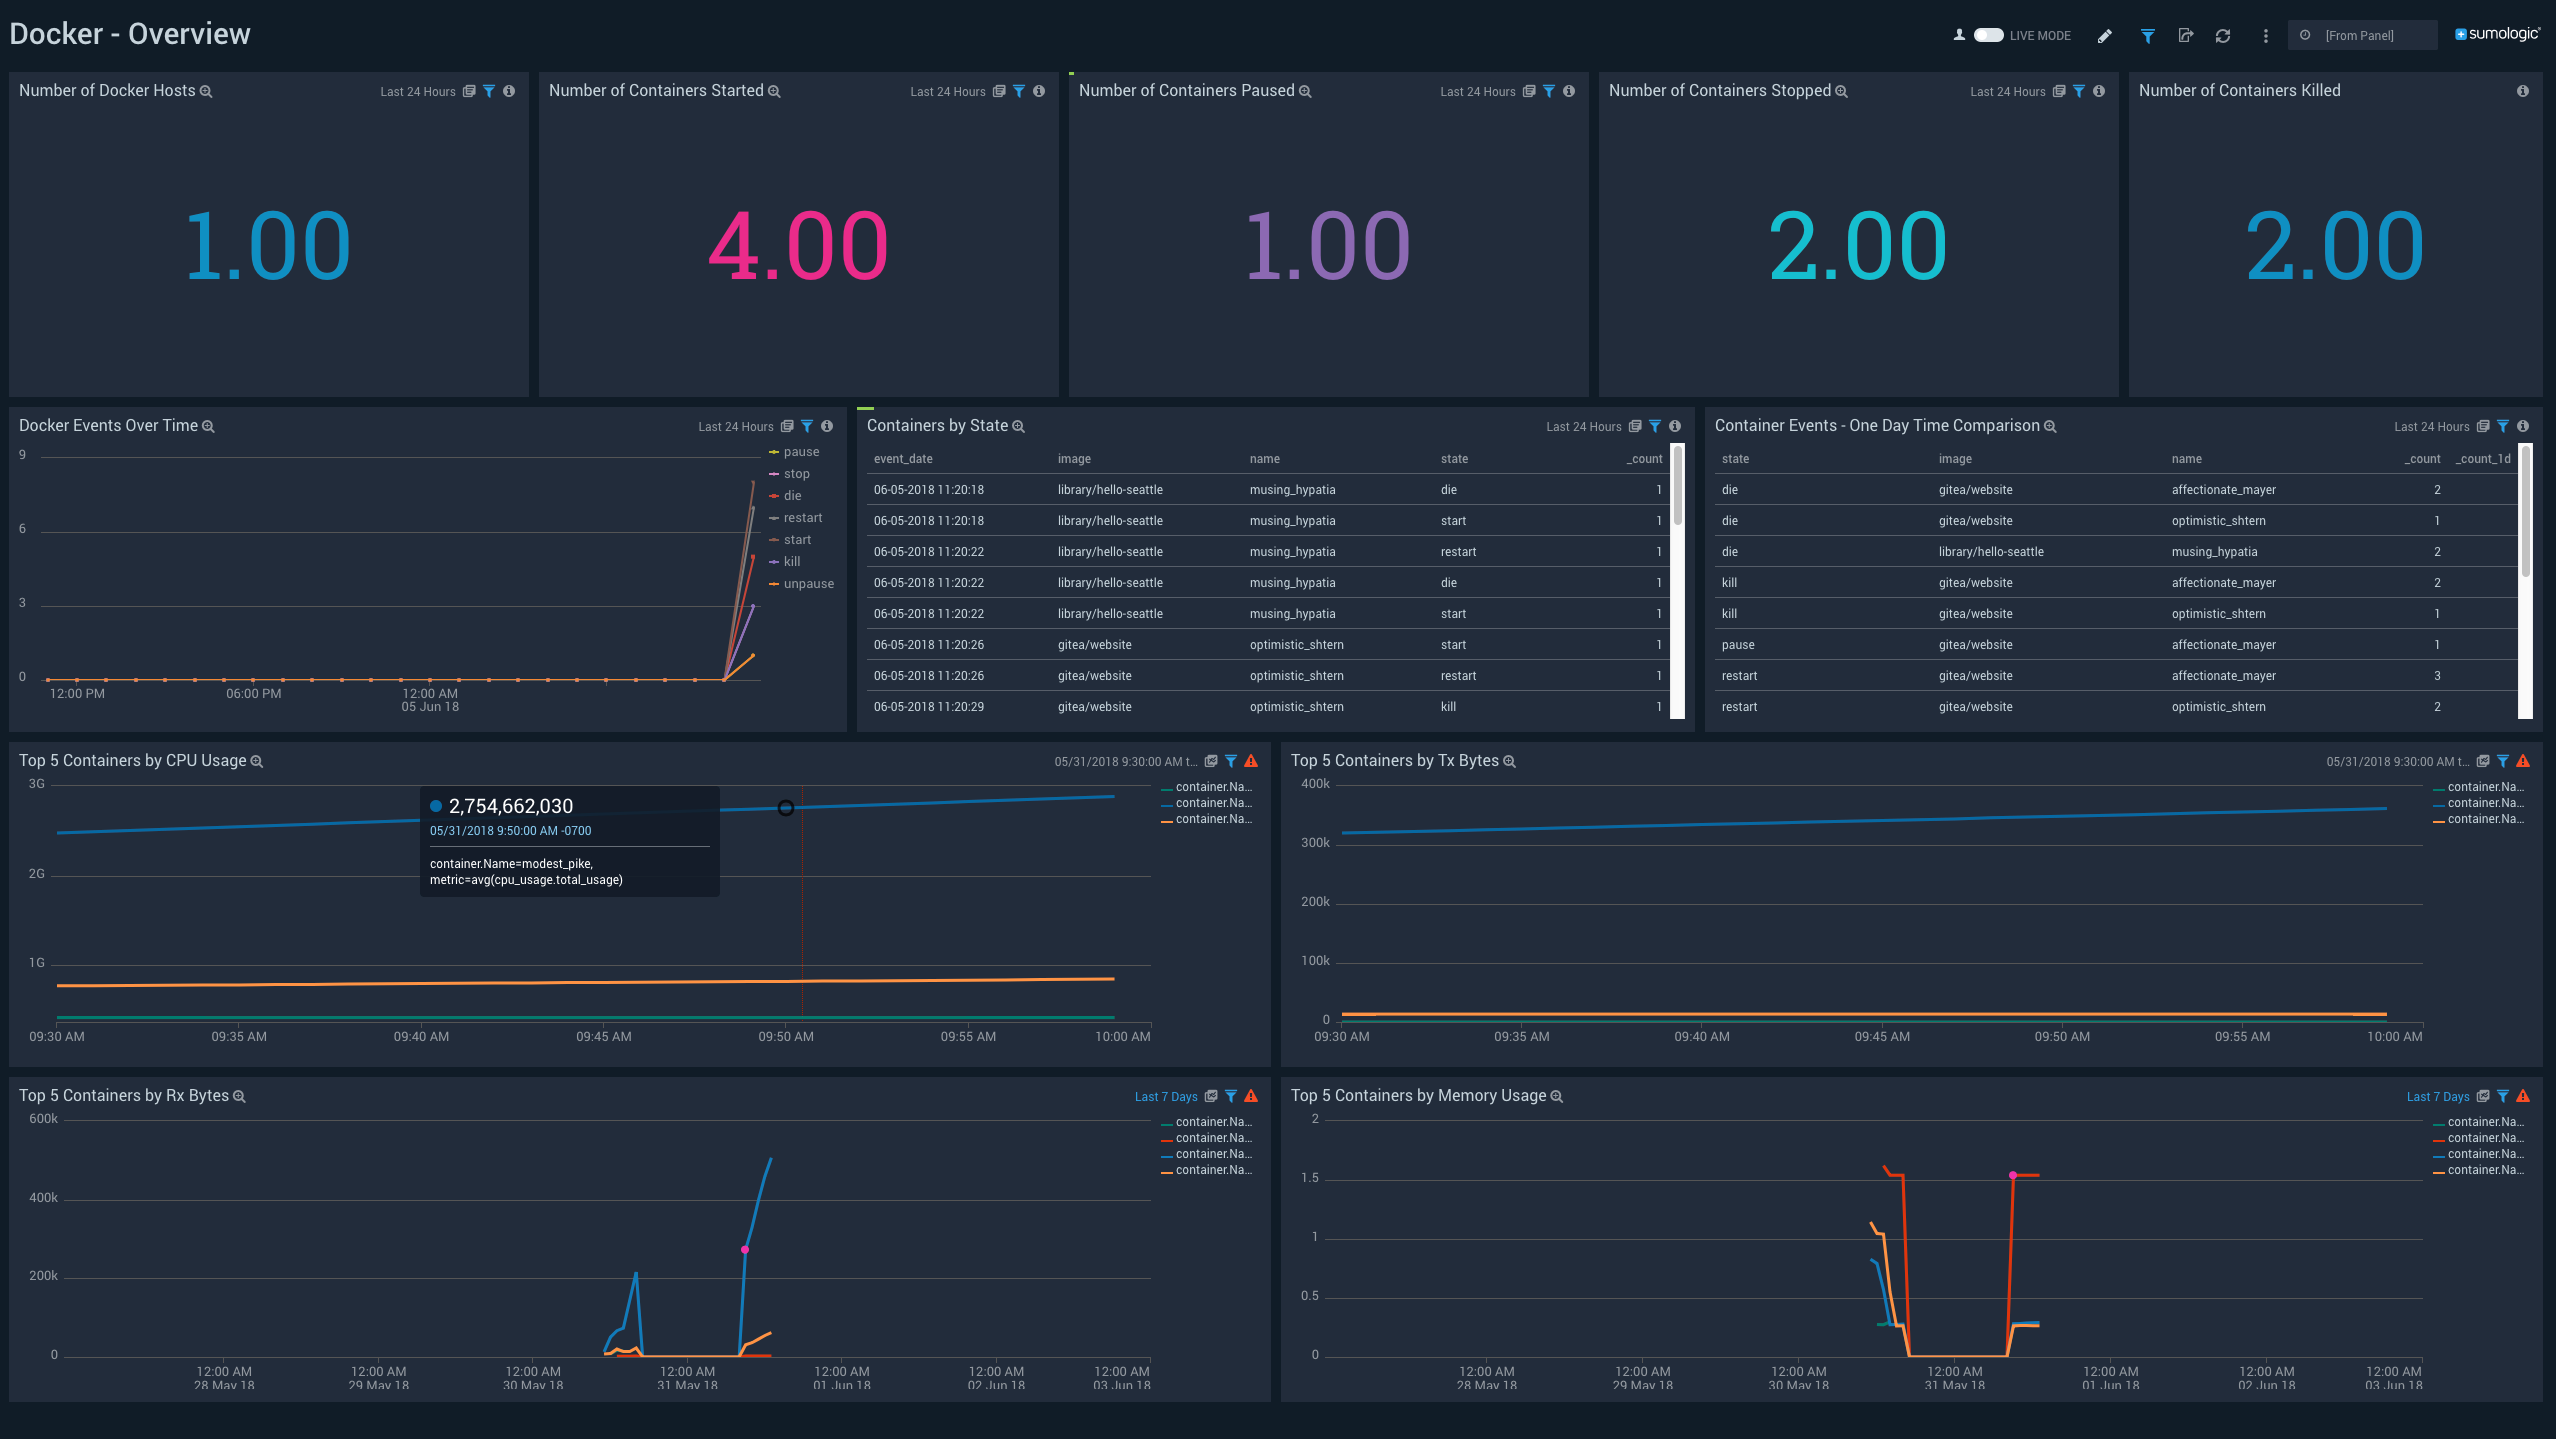 Docker - Overview
LIVE MODE
[From Panel]
sumologic
Number of Docker Hosts
Last 24 Hours
1.00
Number of Containers Started
Last 24 Hours
4.00
Number of Containers Paused
Last 24 Hours
1.00
Number of Containers Stopped
Last 24 Hours
2.00
Number of Containers Killed
2.00
Docker Events Over Time
Last 24 Hours
9
6
3
0
12:00 PM
06:00 PM
12:00 AM
05 Jun 18
pause
stop
die
restart
start
kill
unpause
Containers by State
Last 24 Hours
event_date image name state _count
06-05-2018 11:20:18 library/hello-seattle musing_hypatia die 1
06-05-2018 11:20:18 library/hello-seattle musing_hypatia start 1
06-05-2018 11:20:22 library/hello-seattle musing_hypatia restart 1
06-05-2018 11:20:22 library/hello-seattle musing_hypatia die 1
06-05-2018 11:20:22 library/hello-seattle musing_hypatia start 1
06-05-2018 11:20:26 gitea/website optimistic_shtern start 1
06-05-2018 11:20:26 gitea/website optimistic_shtern restart 1
06-05-2018 11:20:29 gitea/website optimistic_shtern kill 1
Container Events - One Day Time Comparison
Last 24 Hours
state image name _count _count_1d
die gitea/website affectionate_mayer 2
die gitea/website optimistic_shtern 1
die library/hello-seattle musing_hypatia 2
kill gitea/website affectionate_mayer 2
kill gitea/website optimistic_shtern 1
pause gitea/website affectionate_mayer 1
restart gitea/website affectionate_mayer 3
restart gitea/website optimistic_shtern 2
Top 5 Containers by CPU Usage
05/31/2018 9:30:00 AM t...
3G
2G
1G
2,754,662,030
05/31/2018 9:50:00 AM -0700
container.Name=modest_pike,
metric=avg(cpu_usage.total_usage)
09:30 AM 09:35 AM 09:40 AM 09:45 AM 09:50 AM 09:55 AM 10:00 AM
container.Na...
container.Na...
container.Na...
Top 5 Containers by Tx Bytes
05/31/2018 9:30:00 AM t...
400k
300k
200k
100k
0
09:30 AM 09:35 AM 09:40 AM 09:45 AM 09:50 AM 09:55 AM 10:00 AM
container.Na...
container.Na...
container.Na...
Top 5 Containers by Rx Bytes
Last 7 Days
600k
400k
200k
0
12:00 AM 12:00 AM 12:00 AM 12:00 AM 12:00 AM 12:00 AM 12:00 AM
28 May 18 29 May 18 30 May 18 31 May 18 01 Jun 18 02 Jun 18 03 Jun 18
container.Na...
container.Na...
container.Na...
container.Na...
Top 5 Containers by Memory Usage
Last 7 Days
2
1.5
1
0.5
0
12:00 AM 12:00 AM 12:00 AM 12:00 AM 12:00 AM 12:00 AM 12:00 AM
28 May 18 29 May 18 30 May 18 31 May 18 01 Jun 18 02 Jun 18 03 Jun 18
container.Na...
container.Na...
container.Na...
container.Na...